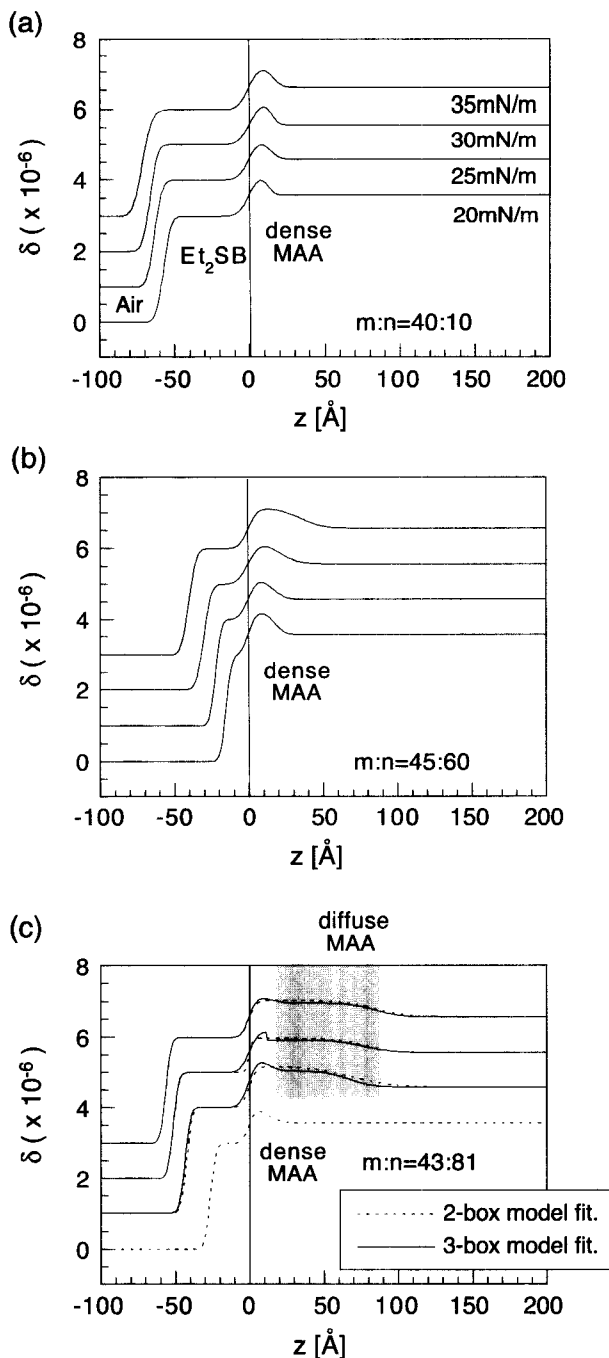 (a)
8
6
4
2
0
δ ( x 10⁻⁶)
35mN/m
30mN/m
25mN/m
20mN/m
Air
Et₂SB
dense
MAA
m:n=40:10
-100 -50 0 50 100 150 200
z [Å]
(b)
8
6
4
2
0
δ ( x 10⁻⁶)
dense
MAA
m:n=45:60
-100 -50 0 50 100 150 200
z [Å]
(c)
diffuse
MAA
8
6
4
2
0
δ ( x 10⁻⁶)
dense
MAA
m:n=43:81
2-box model fit.
3-box model fit.
-100 -50 0 50 100 150 200
z [Å]